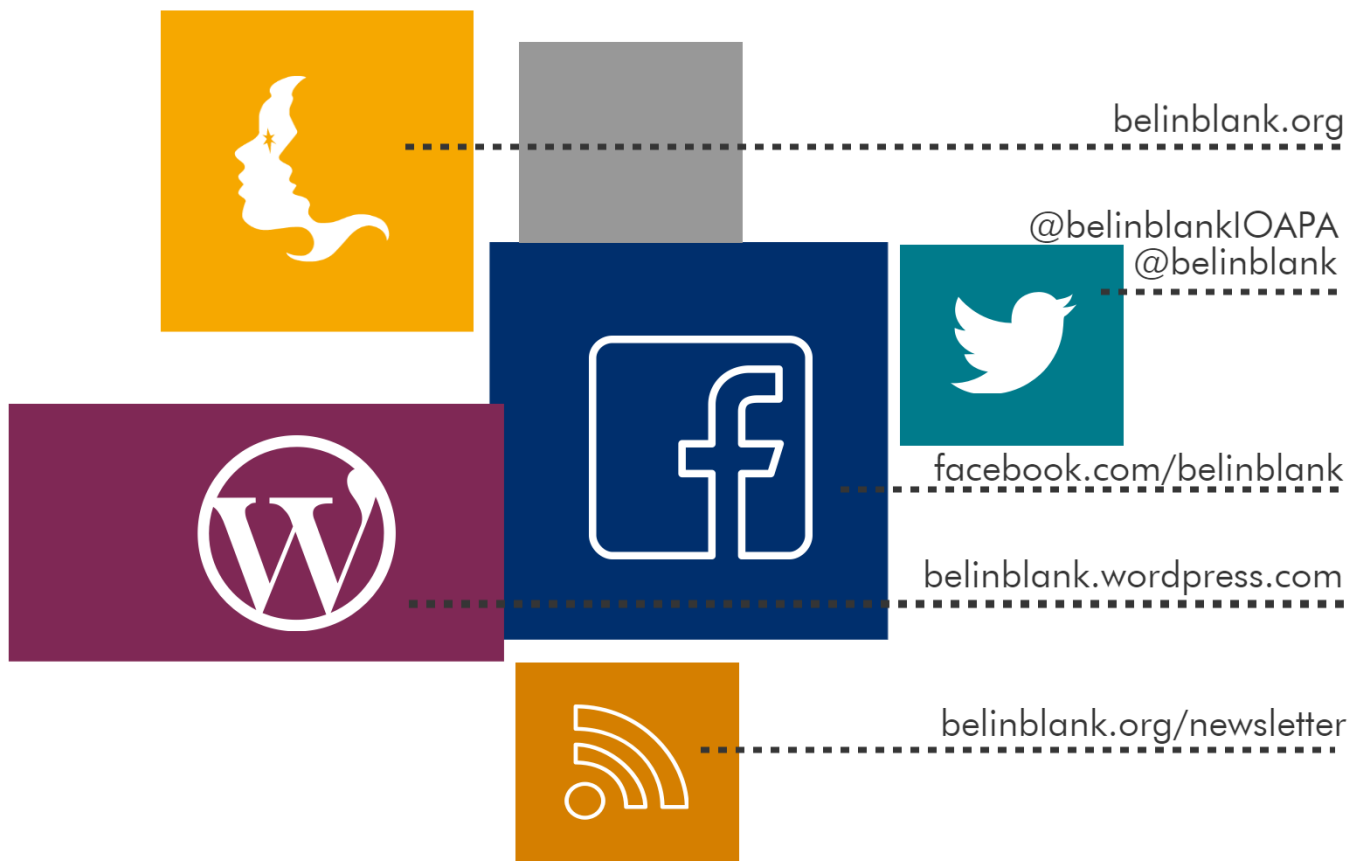 belinblank.org
@belinblankIOAPA
@belinblank
facebook.com/belinblank
belinblank.wordpress.com
belinblank.org/newsletter